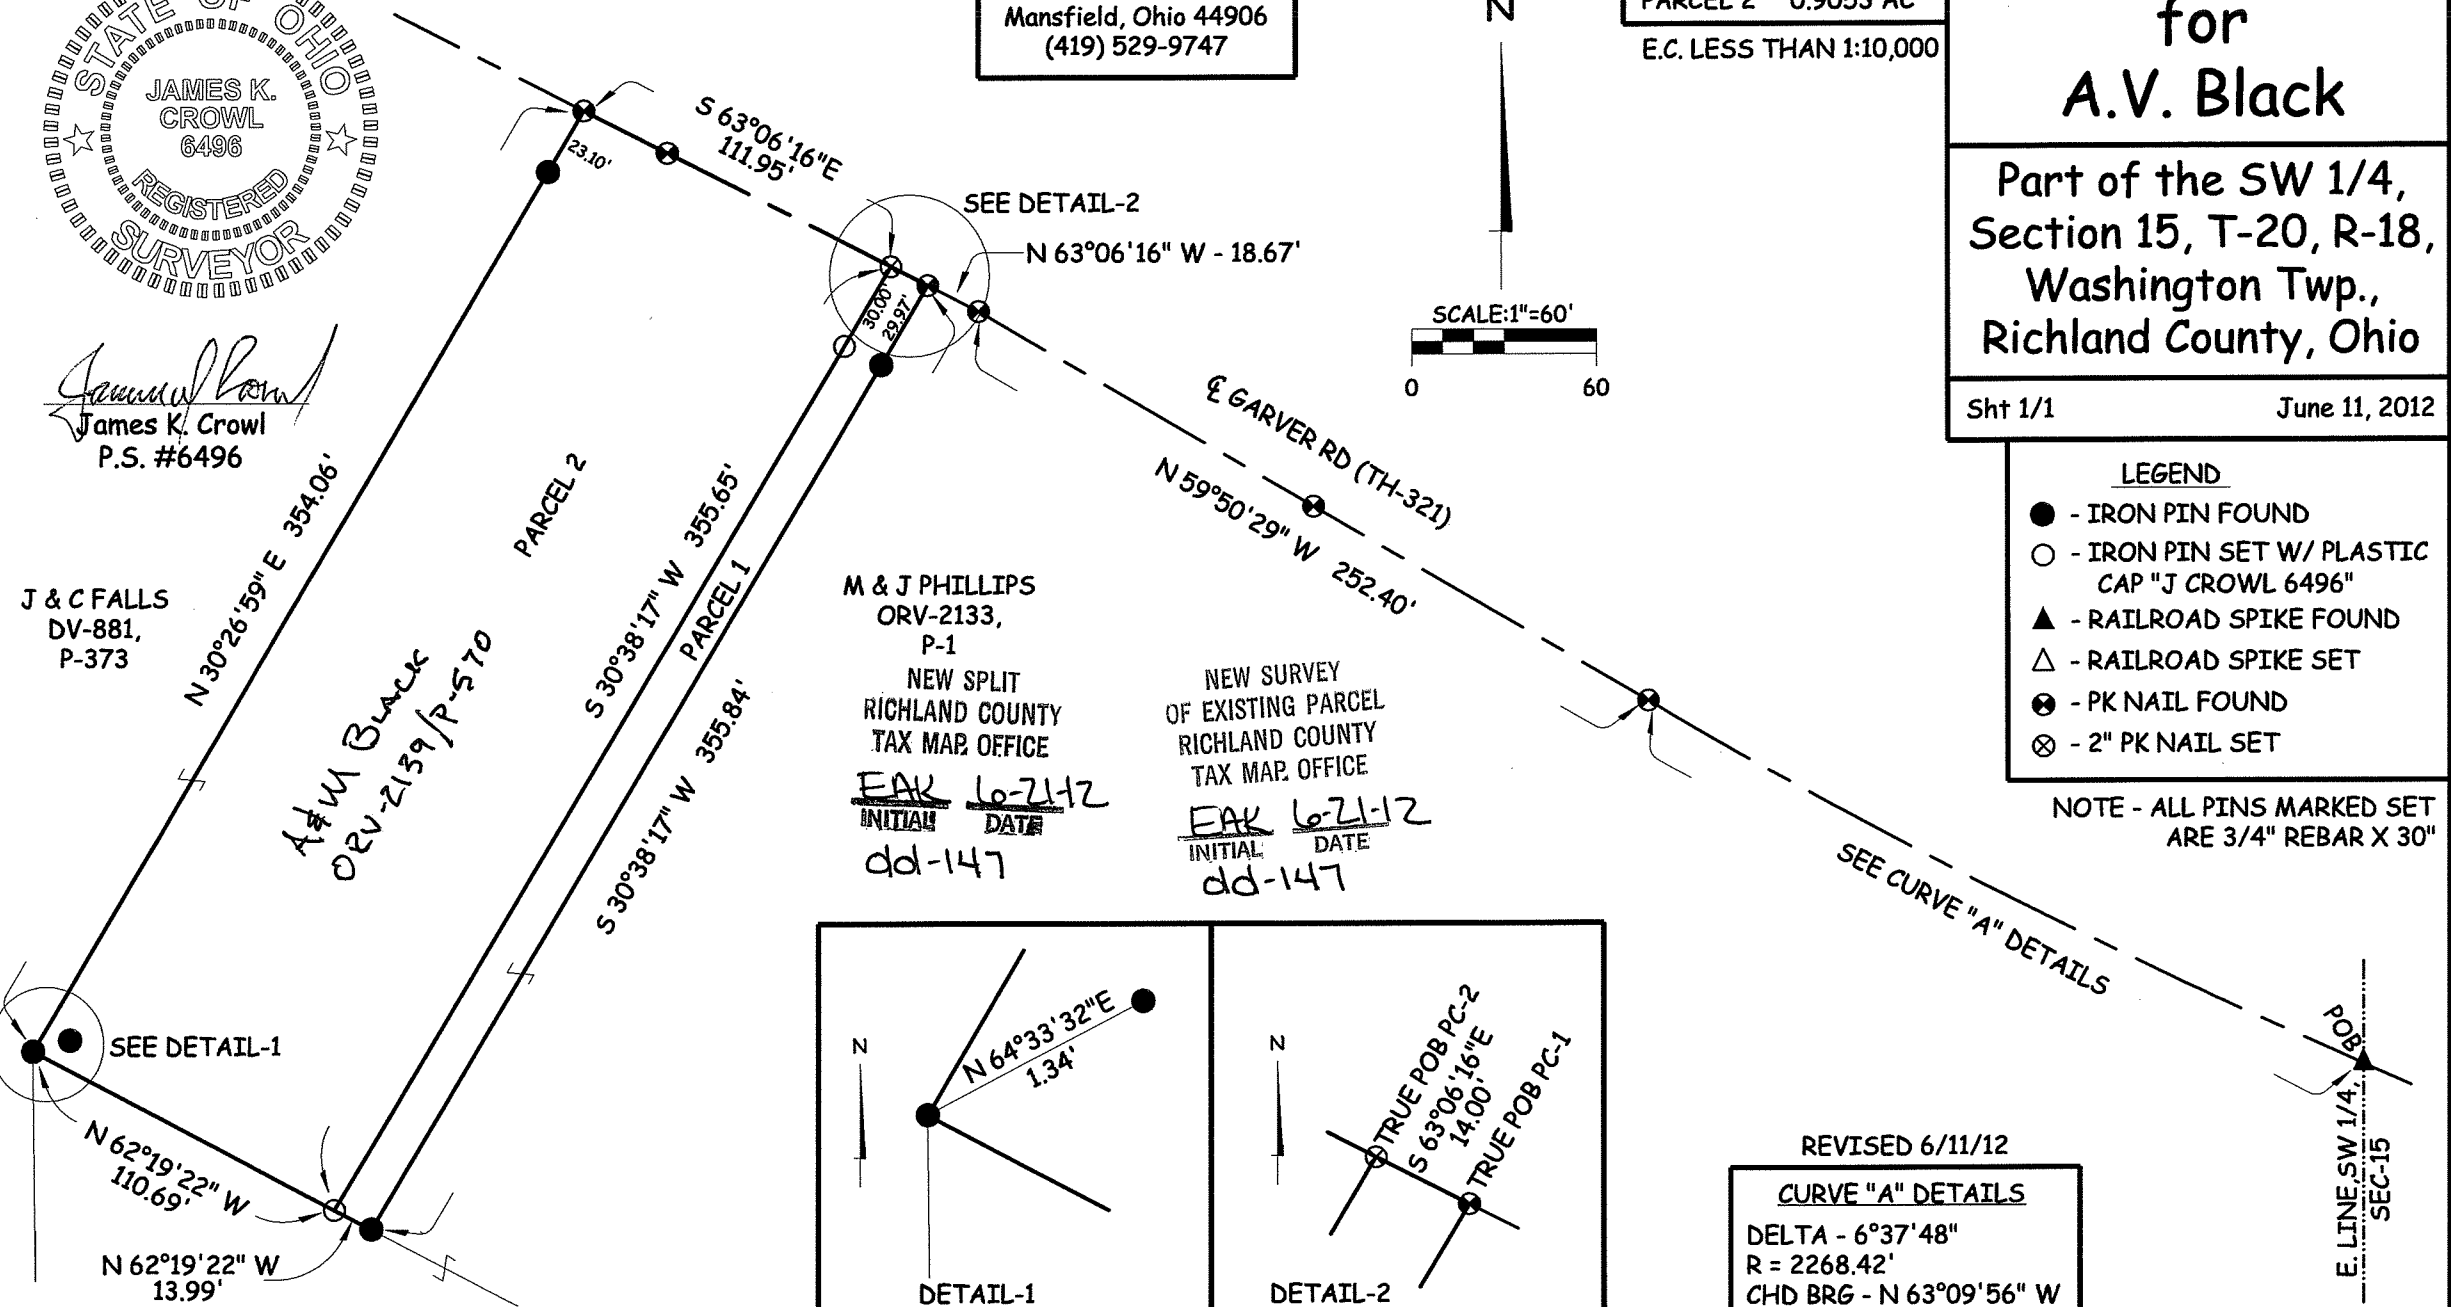 STATE OF OHIO
JAMES K.
CROWL
6496
REGISTERED
SURVEYOR
James K. Crowl
P.S. #6496
Mansfield, Ohio 44906
(419) 529-9747
N
PARCEL 2 0.9053 AC
E.C. LESS THAN 1:10,000
for
A.V. Black
Part of the SW 1/4,
Section 15, T-20, R-18,
Washington Twp.,
Richland County, Ohio
Sht 1/1 June 11, 2012
LEGEND
- IRON PIN FOUND
- IRON PIN SET W/ PLASTIC
CAP "J CROWL 6496"
- RAILROAD SPIKE FOUND
- RAILROAD SPIKE SET
- PK NAIL FOUND
- 2" PK NAIL SET
NOTE - ALL PINS MARKED SET
ARE 3/4" REBAR X 30"
23.10'
S 63°06'16"E
111.95'
SEE DETAIL-2
N 63°06'16" W - 18.67'
30.00'
29.97'
SCALE:1"=60'
0 60
℄ GARVER RD (TH-321)
N 59°50'29" W 252.40'
N 30°26'59" E 354.06'
PARCEL 2
S 30°38'17" W 355.65'
PARCEL 1
S 30°38'17" W 355.84'
J & C FALLS
DV-881,
P-373
A & M BLACK
ORV-2139/P-570
M & J PHILLIPS
ORV-2133,
P-1
NEW SPLIT
RICHLAND COUNTY
TAX MAP. OFFICE
EAK 6-21-12
INITIAL DATE
dd-147
NEW SURVEY
OF EXISTING PARCEL
RICHLAND COUNTY
TAX MAP. OFFICE
EAK 6-21-12
INITIAL DATE
dd-147
SEE CURVE "A" DETAILS
POB
E. LINE,SW 1/4,
SEC-15
SEE DETAIL-1
N 62°19'22" W
110.69'
N 62°19'22" W
13.99'
N
N 64°33'32"E
1.34'
DETAIL-1
N
TRUE POB PC-2
S 63°06'16"E
14.00'
TRUE POB PC-1
DETAIL-2
REVISED 6/11/12
CURVE "A" DETAILS
DELTA - 6°37'48"
R = 2268.42'
CHD BRG - N 63°09'56" W